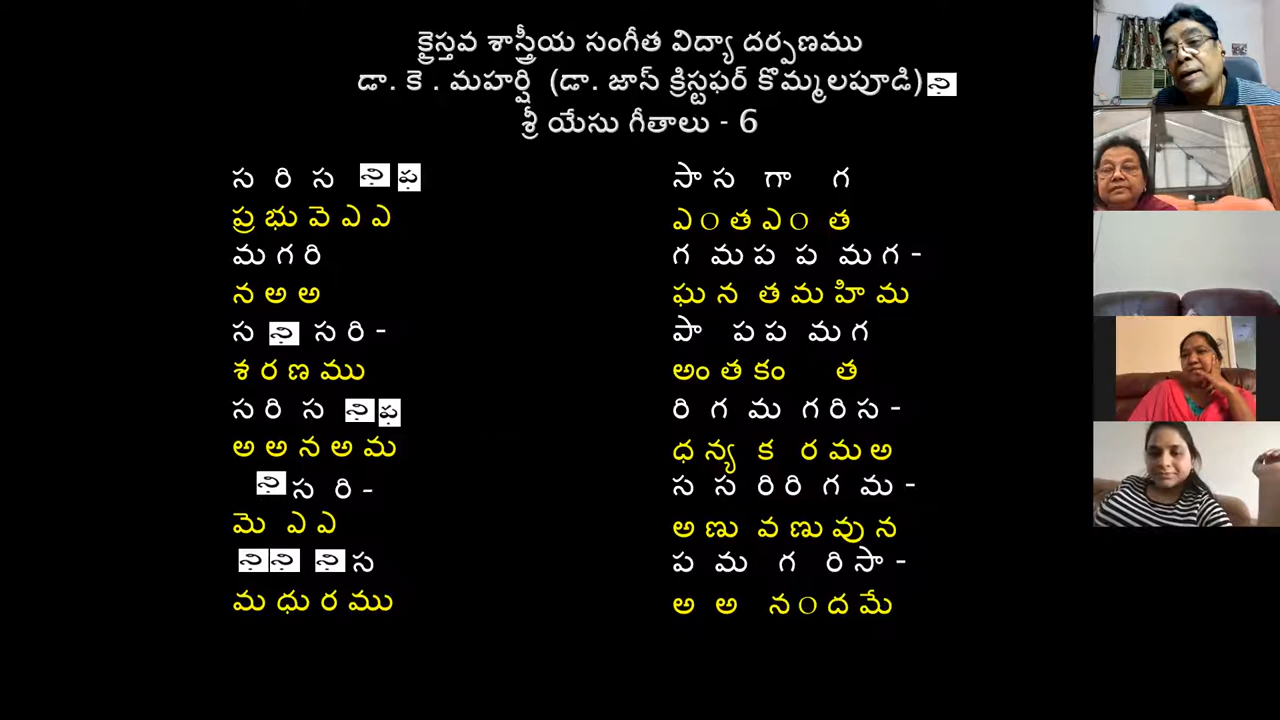 క్రైస్తవ శాస్త్రీయ సంగీత విద్యా దర్పణము
డా. కె . మహర్షి (డా. జాస్ క్రిస్టఫర్ కొమ్మలపూడి) ని
శ్రీ యేసు గీతాలు - 6
స రి స ని ప
ప్ర భు వె ఎ ఎ
మ గ రి
న అ అ
స ని స రి -
శ ర ణ ము
స రి స ని ప
అ అ న అ మ
ని స రి -
మె ఎ ఎ
ని ని ని స
మ ధు ర ము
సా స గా గ
ఎ ం త ఎ ం త
గ మ ప ప మ గ -
ఘ న త మ హి మ
పా ప ప మ గ
అం త కం త
రి గ మ గ రి స -
ధ న్య క ర మ అ
స స రి రి గ మ -
అ ణు వ ణు వు న
ప మ గ రి సా -
అ అ న ం ద మే